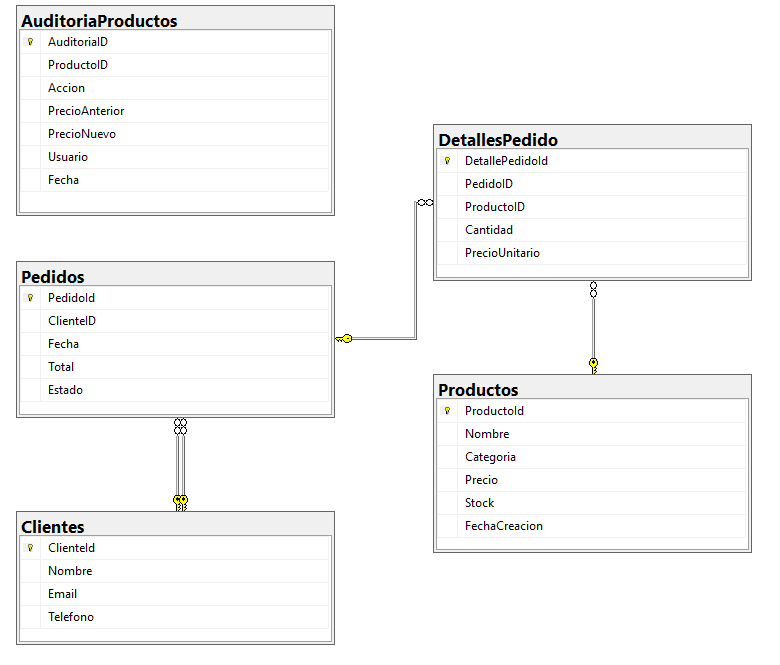 AuditoriaProductos
AuditoriaID
ProductoID
Accion
PrecioAnterior
PrecioNuevo
Usuario
Fecha
DetallesPedido
DetallePedidoId
PedidoID
ProductoID
Cantidad
PrecioUnitario
Pedidos
PedidoId
ClienteID
Fecha
Total
Estado
Productos
ProductoId
Nombre
Categoria
Precio
Stock
FechaCreacion
Clientes
ClienteId
Nombre
Email
Telefono